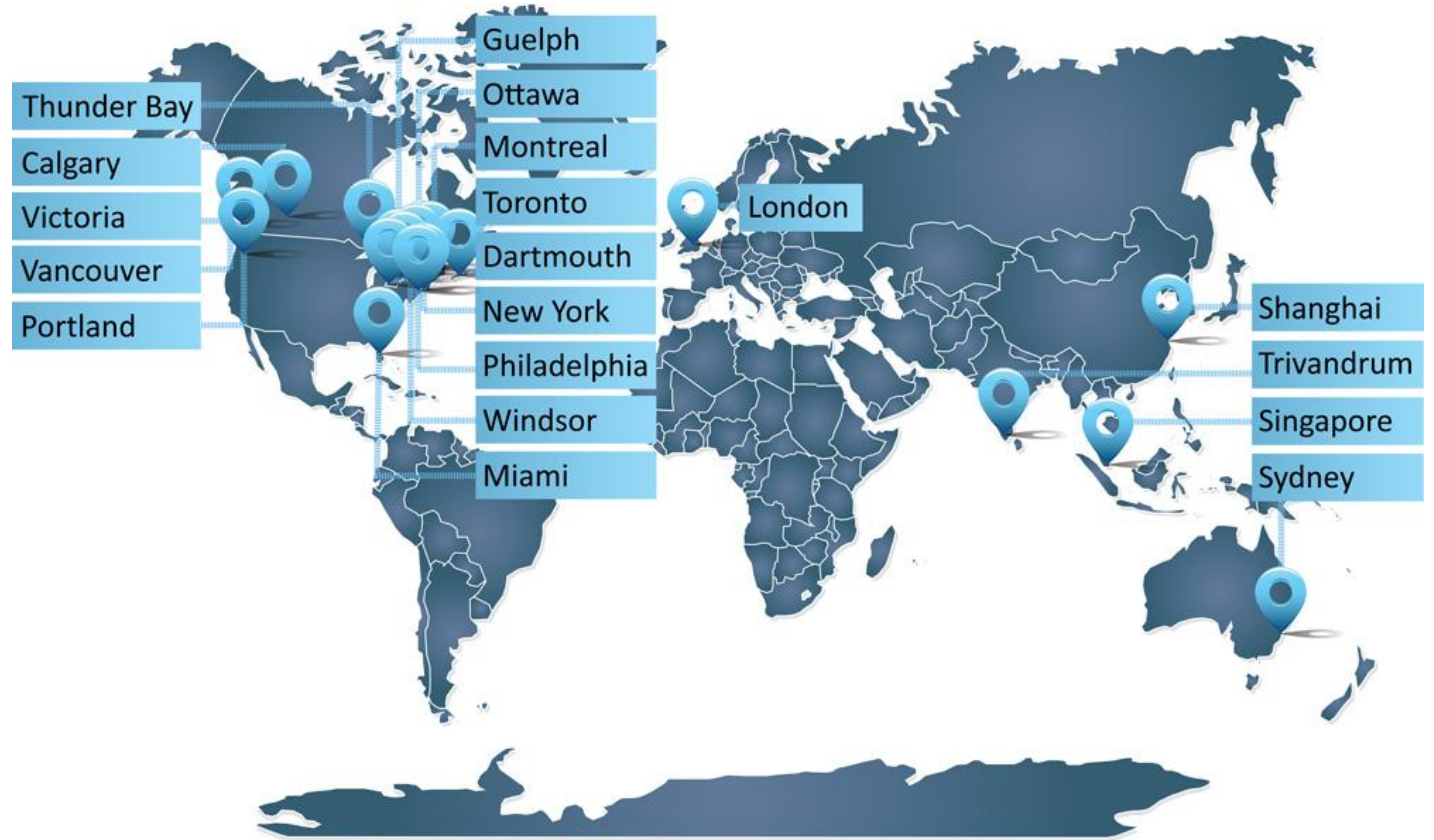 Thunder Bay
Calgary
Victoria
Vancouver
Portland
Guelph
Ottawa
Montreal
Toronto
Dartmouth
New York
Philadelphia
Windsor
Miami
London
Shanghai
Trivandrum
Singapore
Sydney